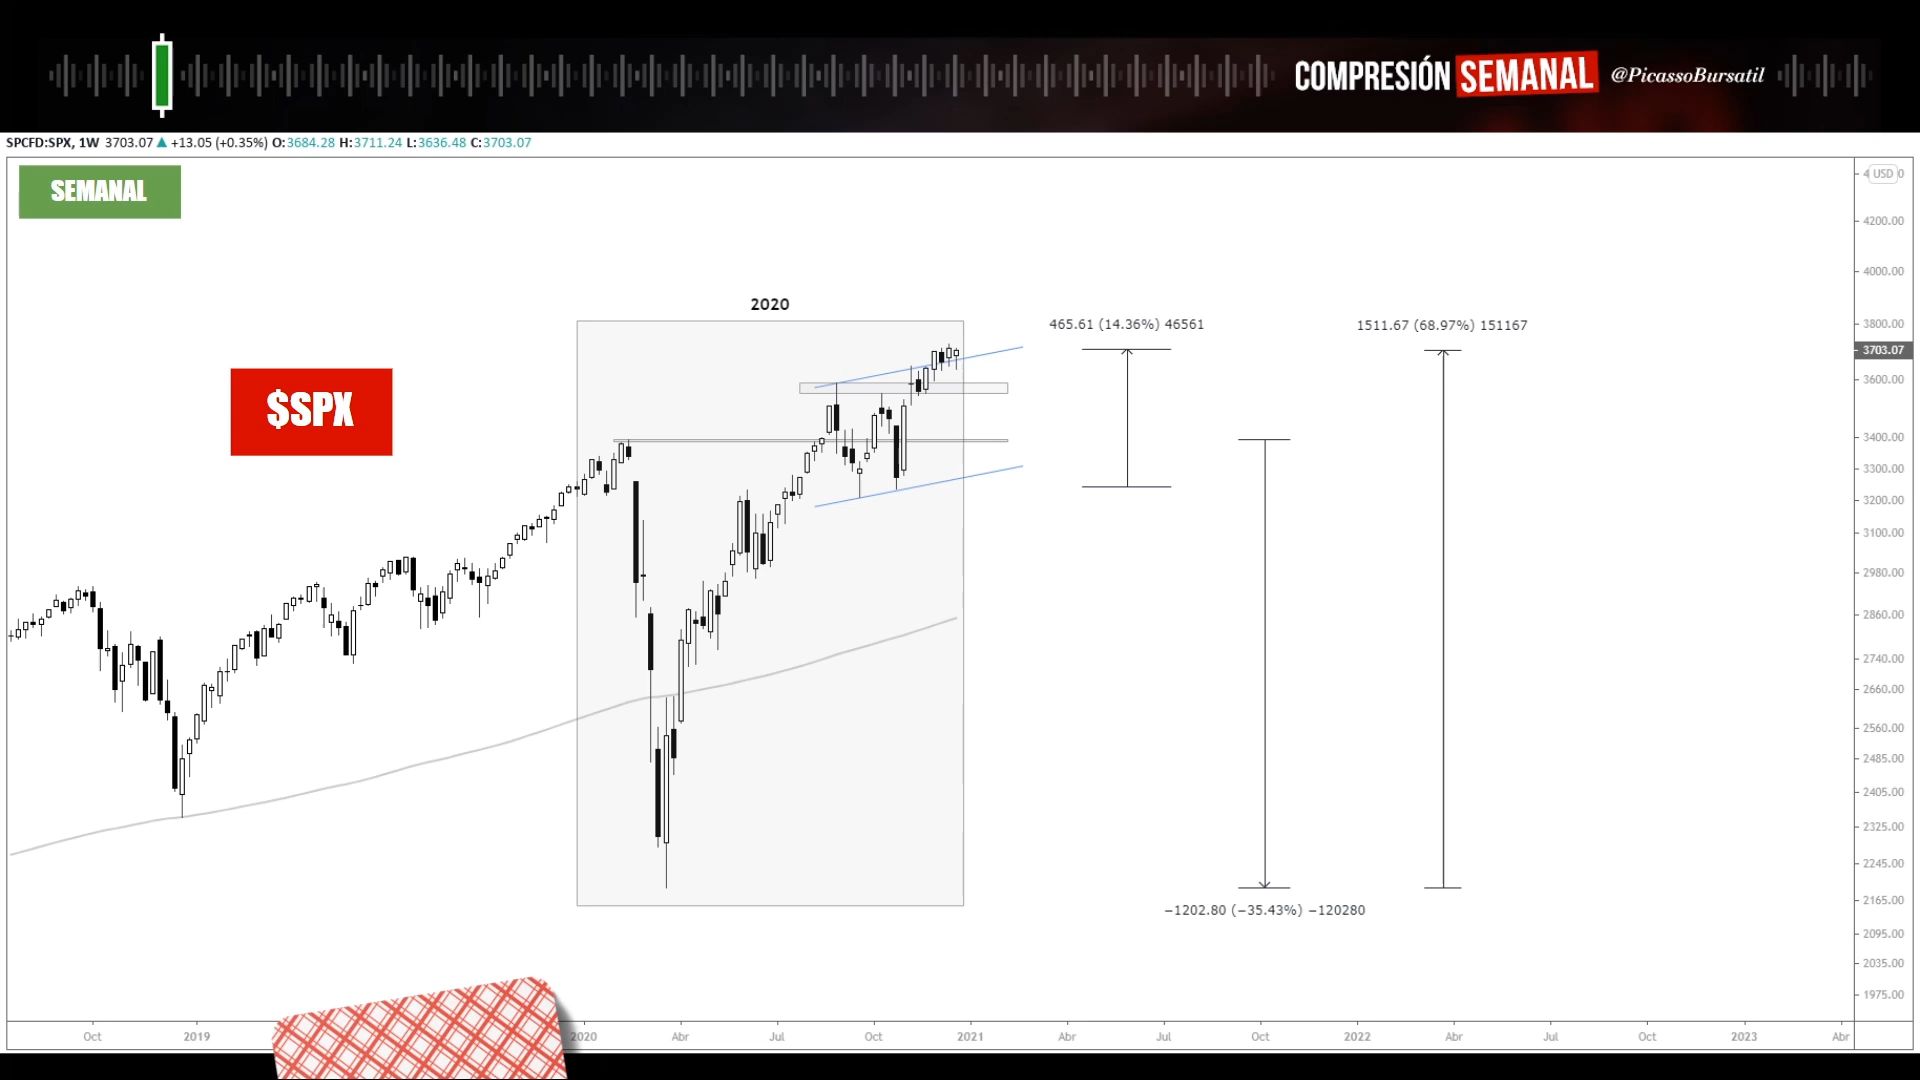 COMPRESIÓN SEMANAL @PicassoBursatil
SPCFD:SPX, 1W 3703.07 ▲ +13.05 (+0.35%) O:3684.28 H:3711.24 L:3636.48 C:3703.07
SEMANAL
USD
4200.00
4000.00
2020
465.61 (14.36%) 46561
1511.67 (68.97%) 151167
3800.00
3703.07
3600.00
$SPX
3400.00
3300.00
3200.00
3100.00
2980.00
2860.00
2740.00
2660.00
2560.00
2485.00
2405.00
2325.00
2245.00
2165.00
−1202.80 (−35.43%) −120280
2095.00
2035.00
1975.00
Oct 2019 2020 Abr Jul Oct 2021 Abr Jul Oct 2022 Abr Jul Oct 2023 Abr